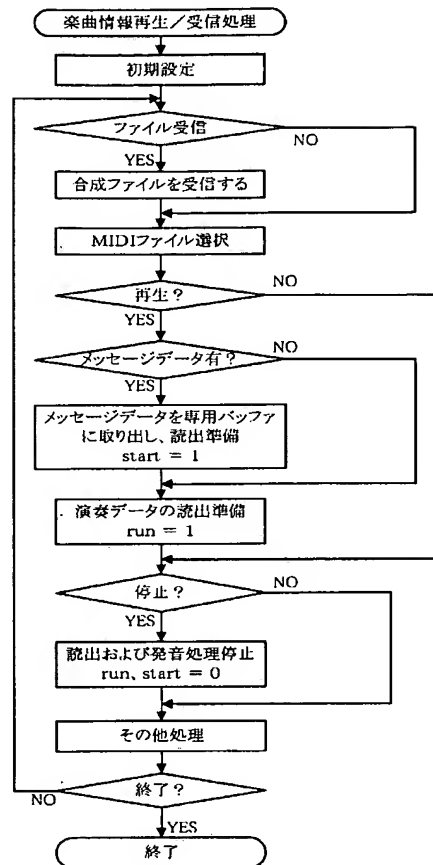 楽曲情報再生／受信処理
初期設定
ファイル受信
NO
YES
合成ファイルを受信する
MIDIファイル選択
再生？
NO
YES
メッセージデータ有？
NO
YES
メッセージデータを専用バッファ
に取り出し、読出準備
start = 1
演奏データの読出準備
run = 1
停止？
NO
YES
読出および発音処理停止
run、start = 0
その他処理
終了？
NO
YES
終了